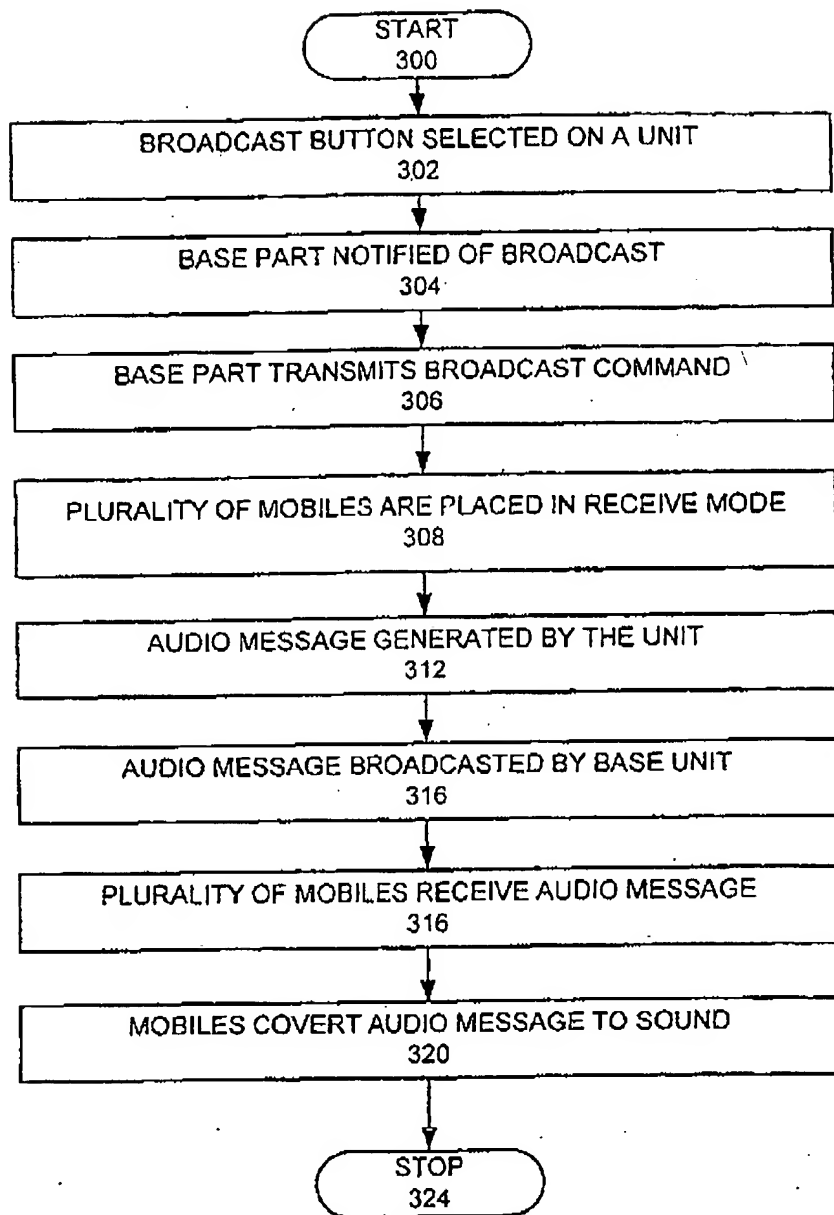 START
300
BROADCAST BUTTON SELECTED ON A UNIT
302
BASE PART NOTIFIED OF BROADCAST
304
BASE PART TRANSMITS BROADCAST COMMAND
306
PLURALITY OF MOBILES ARE PLACED IN RECEIVE MODE
308
AUDIO MESSAGE GENERATED BY THE UNIT
312
AUDIO MESSAGE BROADCASTED BY BASE UNIT
316
PLURALITY OF MOBILES RECEIVE AUDIO MESSAGE
316
MOBILES COVERT AUDIO MESSAGE TO SOUND
320
STOP
324